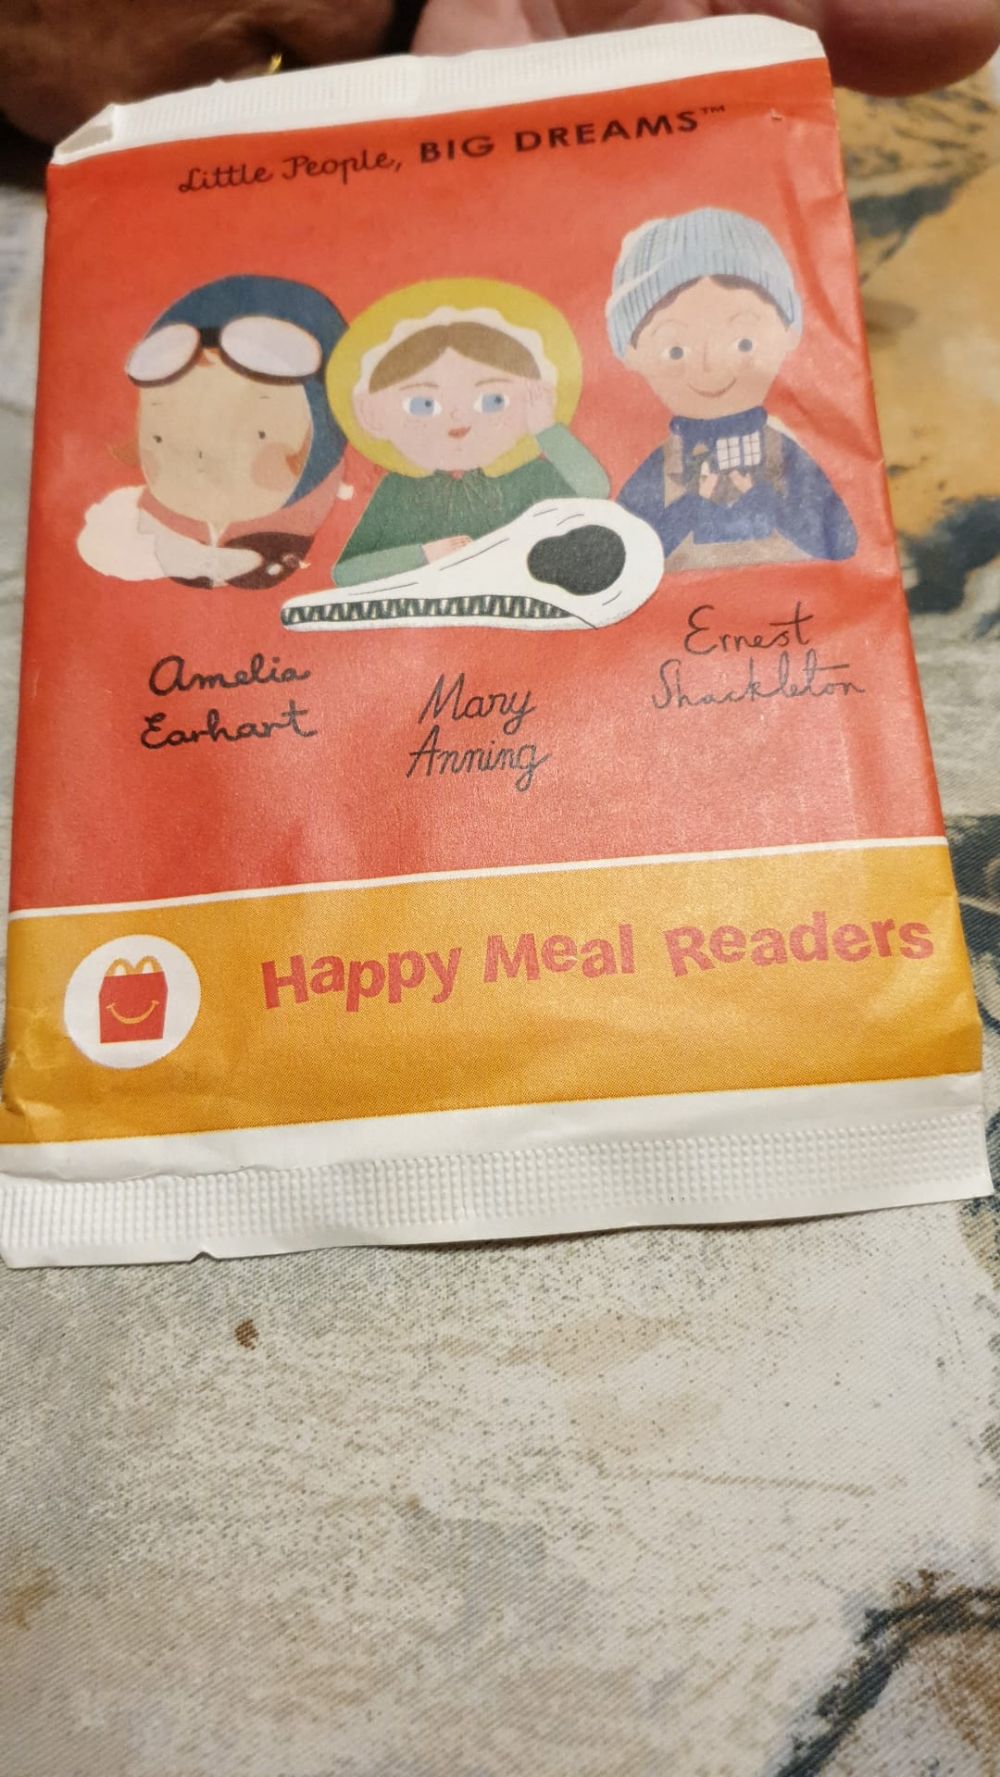 Little People, BIG DREAMS™
Amelia
Earhart
Mary
Anning
Ernest
Shackleton
Happy Meal Readers